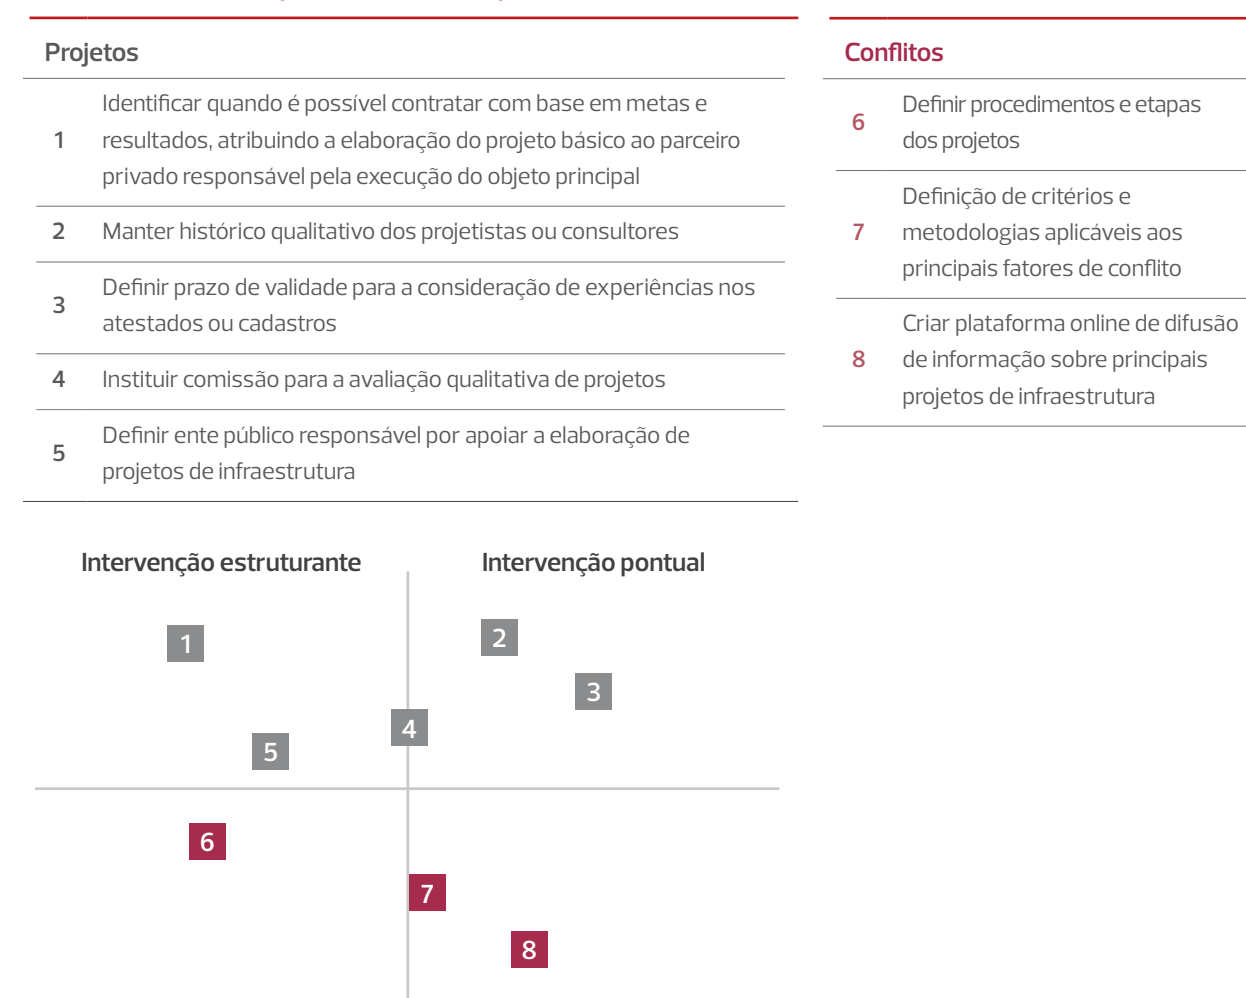 Projetos
1
Identificar quando é possível contratar com base em metas e
resultados, atribuindo a elaboração do projeto básico ao parceiro
privado responsável pela execução do objeto principal
2
Manter histórico qualitativo dos projetistas ou consultores
3
Definir prazo de validade para a consideração de experiências nos
atestados ou cadastros
4
Instituir comissão para a avaliação qualitativa de projetos
5
Definir ente público responsável por apoiar a elaboração de
projetos de infraestrutura
Conflitos
6
Definir procedimentos e etapas
dos projetos
7
Definição de critérios e
metodologias aplicáveis aos
principais fatores de conflito
8
Criar plataforma online de difusão
de informação sobre principais
projetos de infraestrutura
Intervenção estruturante
Intervenção pontual
1
2
3
4
5
6
7
8